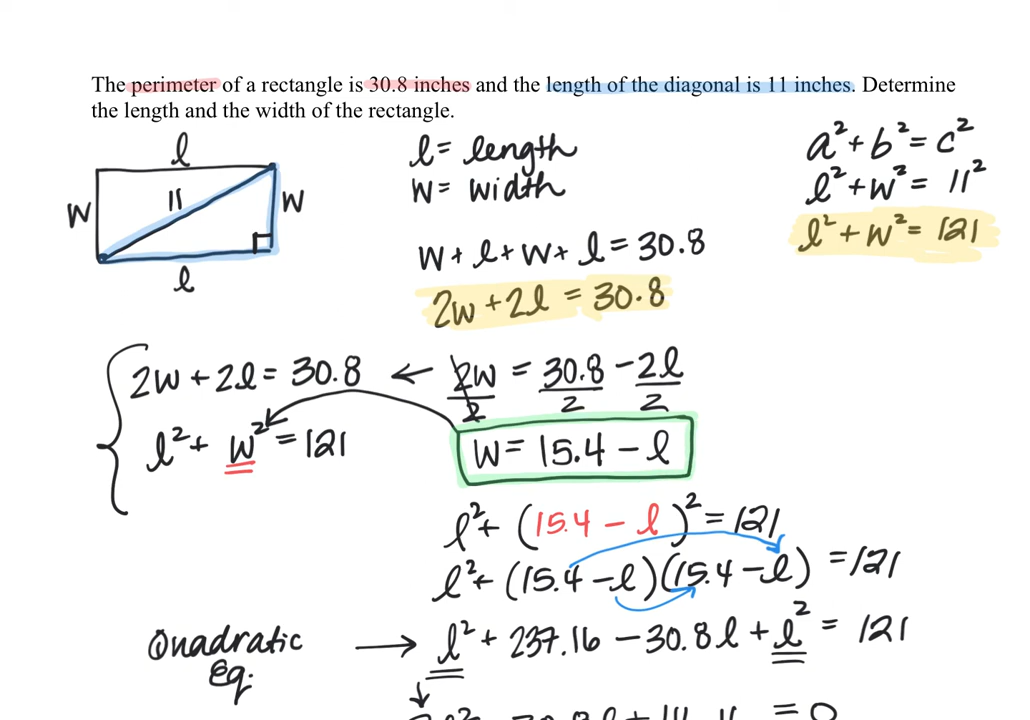 The perimeter of a rectangle is 30.8 inches and the length of the diagonal is 11 inches. Determine
the length and the width of the rectangle.
l
W 11 W
l
l = length
W = width
W + l + W + l = 30.8
2W + 2l = 30.8
a² + b² = c²
l² + w² = 11²
l² + w² = 121
2W + 2l = 30.8 ← 2W/2 = 30.8/2 - 2l/2
l² + w² = 121
W = 15.4 - l
l² + (15.4 - l)² = 121
l² + (15.4 - l)(15.4 - l) = 121
Quadratic
Eq.
→ l² + 237.16 - 30.8l + l² = 121
↓
= 0